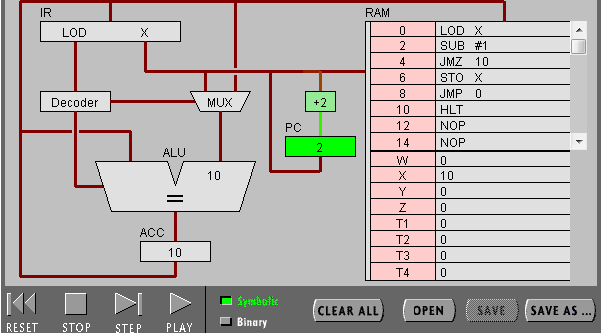 IR
LOD X
Decoder
MUX
+2
PC
2
ALU
10
=
ACC
10
RAM
0 LOD X
2 SUB #1
4 JMZ 10
6 STO X
8 JMP 0
10 HLT
12 NOP
14 NOP
W 0
X 10
Y 0
Z 0
T1 0
T2 0
T3 0
T4 0
RESET STOP STEP PLAY
Symbolic
Binary
CLEAR ALL OPEN SAVE SAVE AS ...